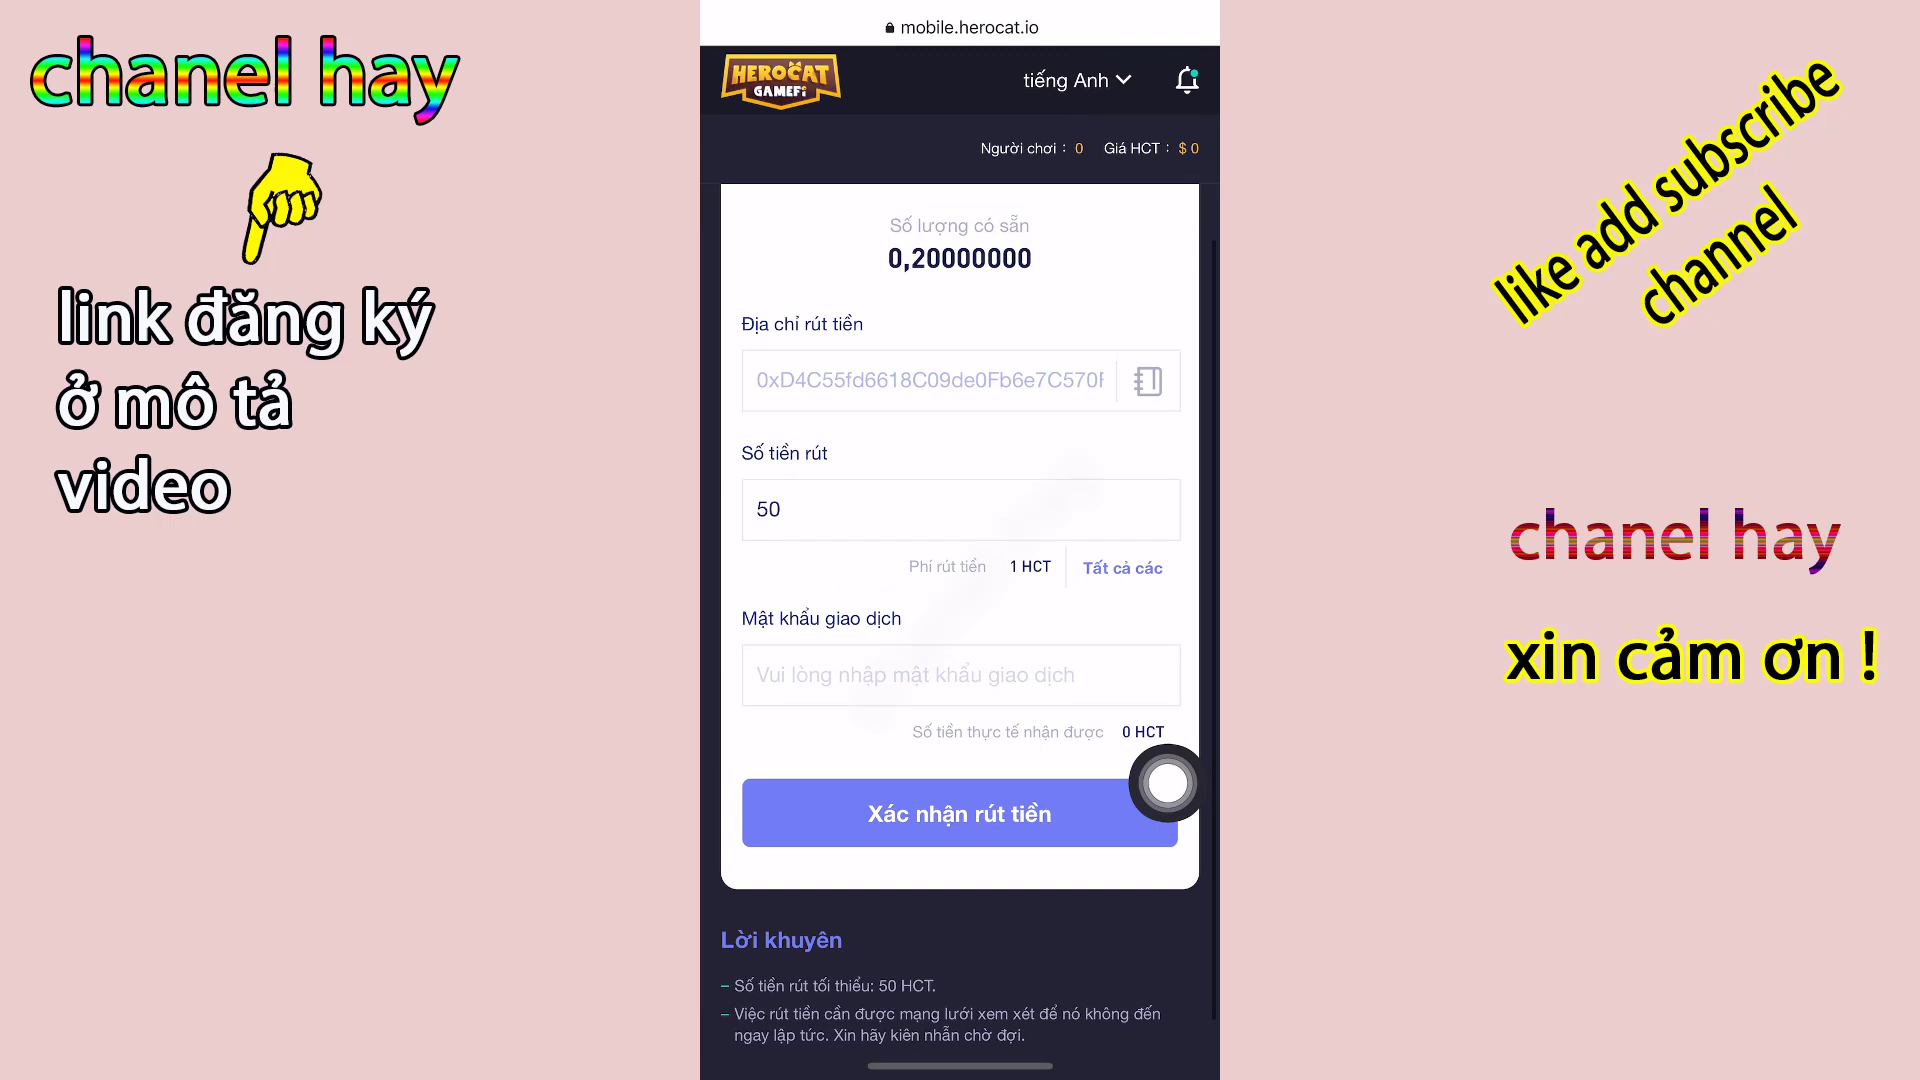 chanel hay
link đăng ký
ở mô tả
video
mobile.herocat.io
HEROCAT
GAMEFi
tiếng Anh
Người chơi : 0 Giá HCT : $ 0
Số lượng có sẵn
0,20000000
Địa chỉ rút tiền
0xD4C55fd6618C09de0Fb6e7C570F
Số tiền rút
50
Phí rút tiền 1 HCT Tất cả các
Mật khẩu giao dịch
Vui lòng nhập mật khẩu giao dịch
Số tiền thực tế nhận được 0 HCT
Xác nhận rút tiền
Lời khuyên
– Số tiền rút tối thiểu: 50 HCT.
– Việc rút tiền cần được mạng lưới xem xét để nó không đến
ngay lập tức. Xin hãy kiên nhẫn chờ đợi.
like add subscribe
channel
chanel hay
xin cảm ơn !